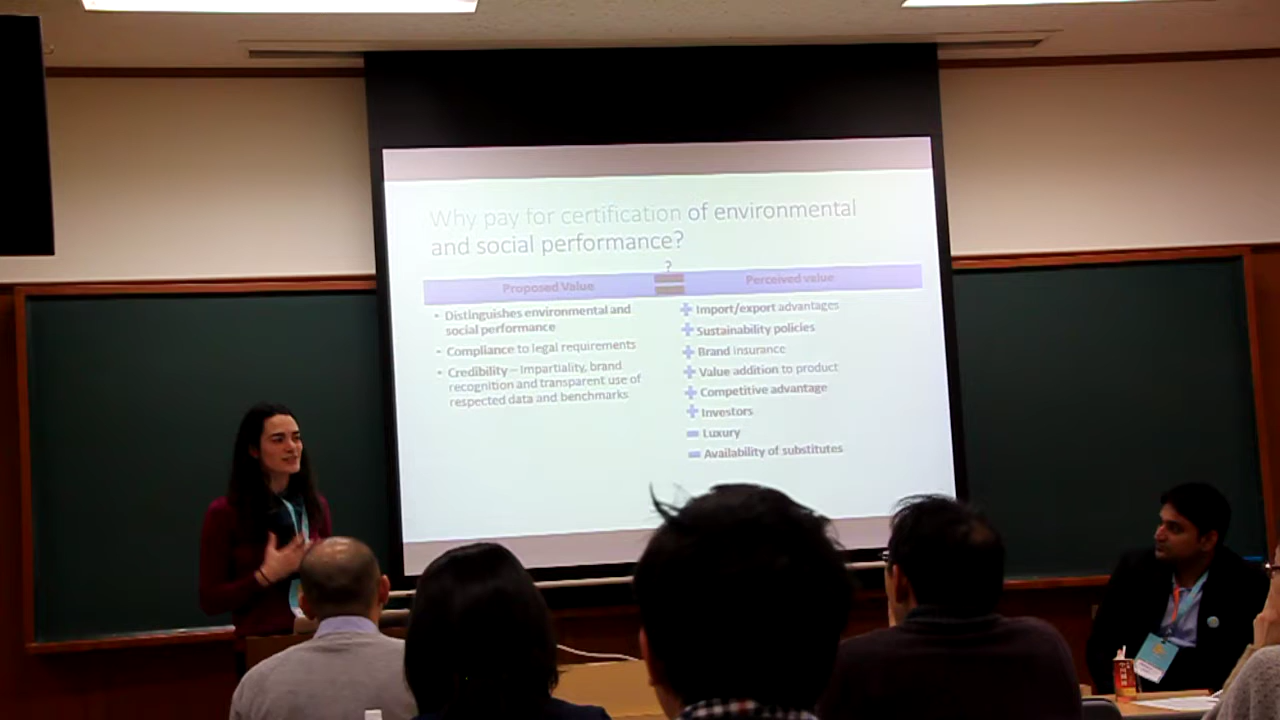 Why pay for certification of environmental
and social performance?
?
Proposed Value
Perceived value
• Distinguishes environmental and
social performance
• Compliance to legal requirements
• Credibility – Impartiality, brand
recognition and transparent use of
respected data and benchmarks
Import/export advantages
Sustainability policies
Brand insurance
Value addition to product
Competitive advantage
Investors
Luxury
Availability of substitutes